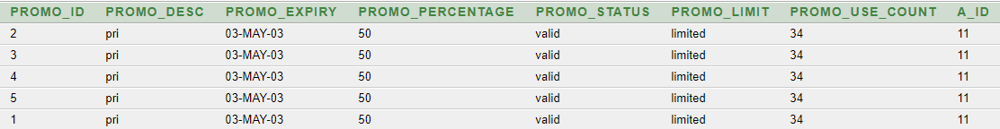 PROMO_ID PROMO_DESC PROMO_EXPIRY PROMO_PERCENTAGE PROMO_STATUS PROMO_LIMIT PROMO_USE_COUNT A_ID
2 pri 03-MAY-03 50 valid limited 34 11
3 pri 03-MAY-03 50 valid limited 34 11
4 pri 03-MAY-03 50 valid limited 34 11
5 pri 03-MAY-03 50 valid limited 34 11
1 pri 03-MAY-03 50 valid limited 34 11